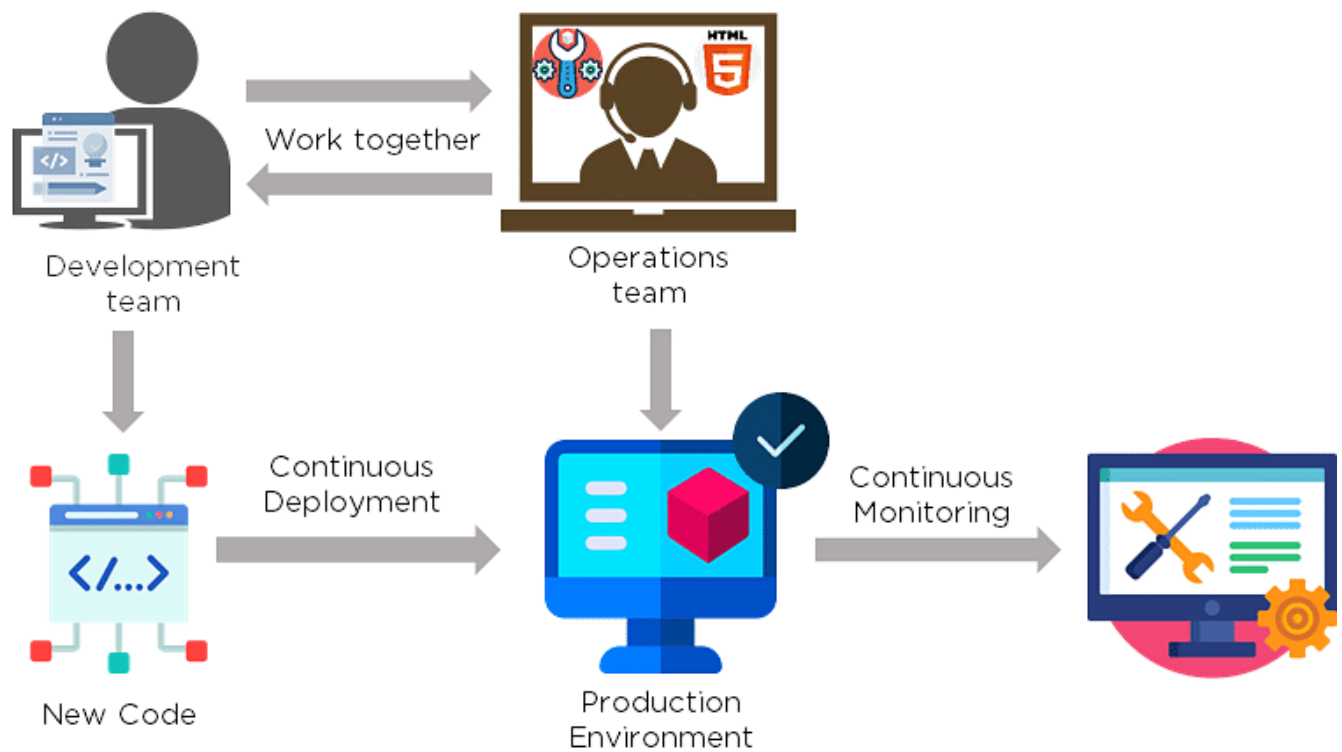 HTML
5
Work together
Development
team
Operations
team
Continuous
Deployment
Continuous
Monitoring
</>
</...>
New Code
Production
Environment